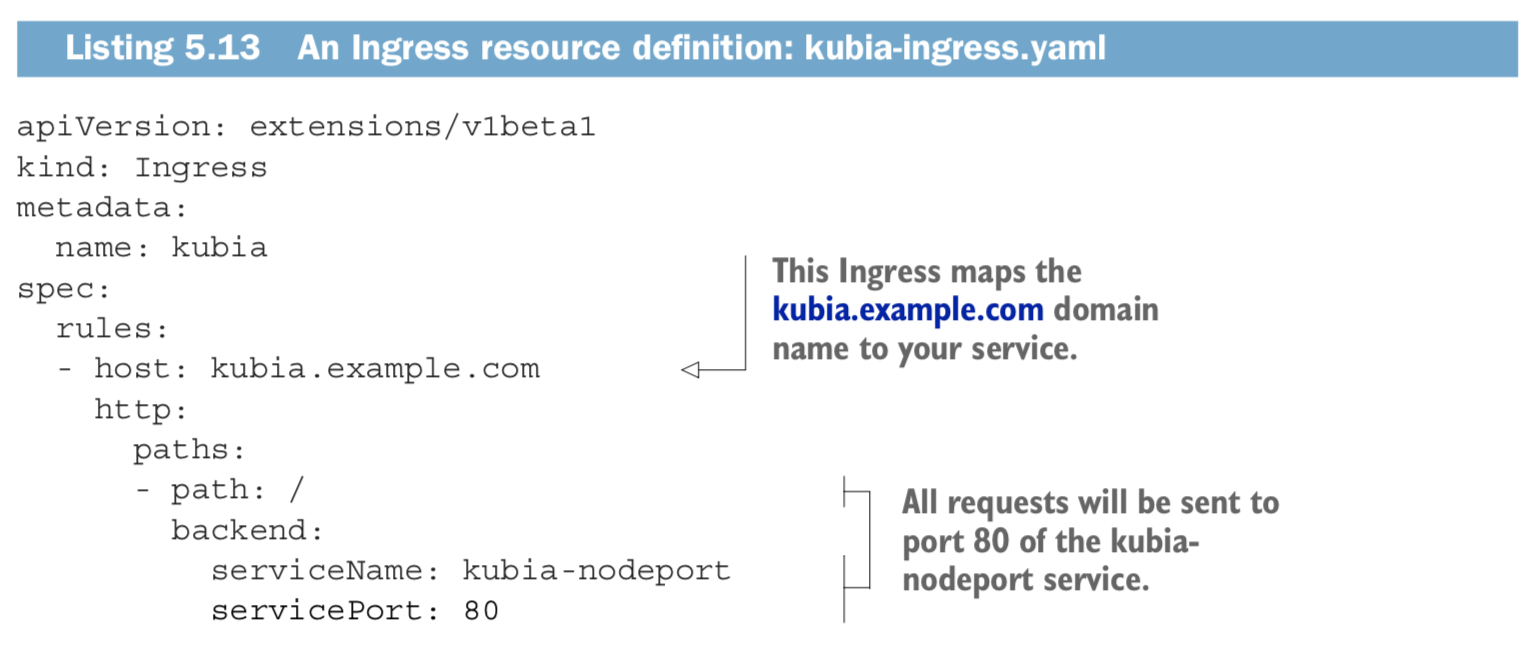 Listing 5.13 An Ingress resource definition: kubia-ingress.yaml
apiVersion: extensions/v1beta1
kind: Ingress
metadata:
  name: kubia
spec:
  rules:
  - host: kubia.example.com
    http:
      paths:
      - path: /
        backend:
          serviceName: kubia-nodeport
          servicePort: 80
This Ingress maps the
kubia.example.com domain
name to your service.
All requests will be sent to
port 80 of the kubia-
nodeport service.